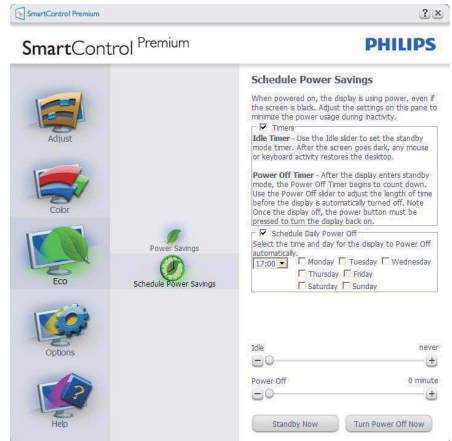 SmartControl Premium
SmartControl Premium
PHILIPS
Adjust
Color
Eco
Options
Help
Power Savings
Schedule Power Savings
Schedule Power Savings
When powered on, the display is using power, even if
the screen is black. Adjust the settings on this pane to
minimize the power usage during inactivity.
Timers
Idle Timer - Use the Idle slider to set the standby
mode timer. After the screen goes dark, any mouse
or keyboard activity restores the desktop.
Power Off Timer - After the display enters standby
mode, the Power Off Timer begins to count down.
Use the Power Off slider to adjust the length of time
before the display is automatically turned off. Note
Once the display off, the power button must be
pressed to turn the display back on.
Schedule Daily Power Off
Select the time and day for the display to Power Off
automatically.
17:00 Monday Tuesday Wednesday
Thursday Friday
Saturday Sunday
Idle never
Power Off 0 minute
Standby Now Turn Power Off Now